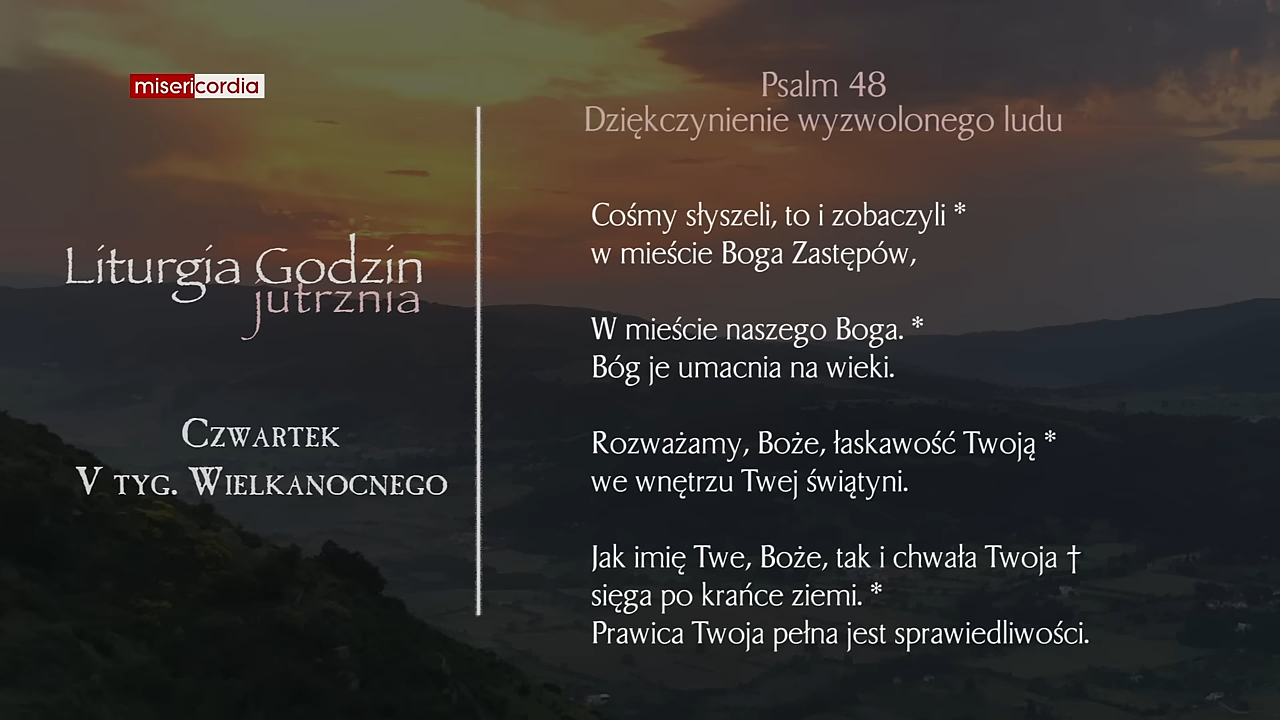 misericordia
Liturgia Godzin
jutrznia
Czwartek
V tyg. Wielkanocnego
Psalm 48
Dziękczynienie wyzwolonego ludu
Cośmy słyszeli, to i zobaczyli *
w mieście Boga Zastępów,
W mieście naszego Boga. *
Bóg je umacnia na wieki.
Rozważamy, Boże, łaskawość Twoją *
we wnętrzu Twej świątyni.
Jak imię Twe, Boże, tak i chwała Twoja †
sięga po krańce ziemi. *
Prawica Twoja pełna jest sprawiedliwości.